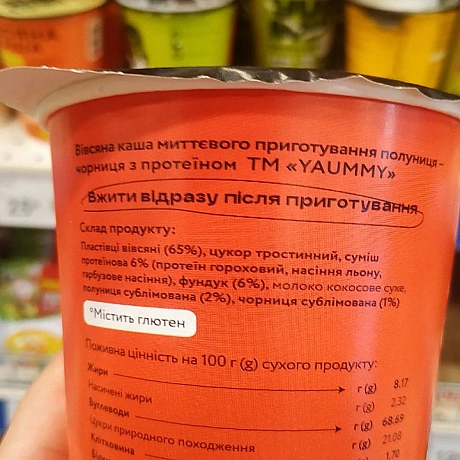 Вівсяна каша миттєвого приготування полуниця–
чорниця з протеїном ТМ «YAUMMY»
Вжити відразу після приготування
Склад продукту:
Пластівці вівсяні (65%), цукор тростинний, суміш
протеїнова 6% (протеїн гороховий, насіння льону,
гарбузове насіння), фундук (6%), молоко кокосове сухе,
полуниця сублімована (2%), чорниця сублімована (1%)
*Містить глютен
Поживна цінність на 100 г (g) сухого продукту:
Жири г (g) 8.17
Насичені жири г (g) 2.32
Вуглеводи г (g) 68.69
Цукри природного походження г (g) 21.08
Клітковина г (g) 1.70